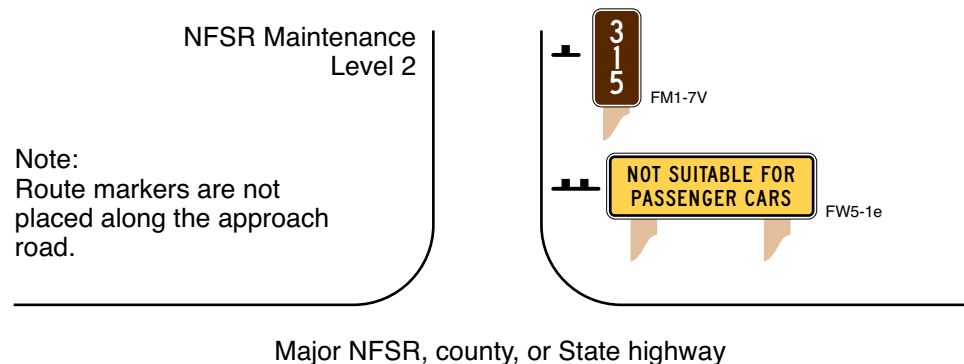 NFSR Maintenance
Level 2
3
1
5
FM1-7V
Note:
Route markers are not
placed along the approach
road.
NOT SUITABLE FOR
PASSENGER CARS
FW5-1e
Major NFSR, county, or State highway